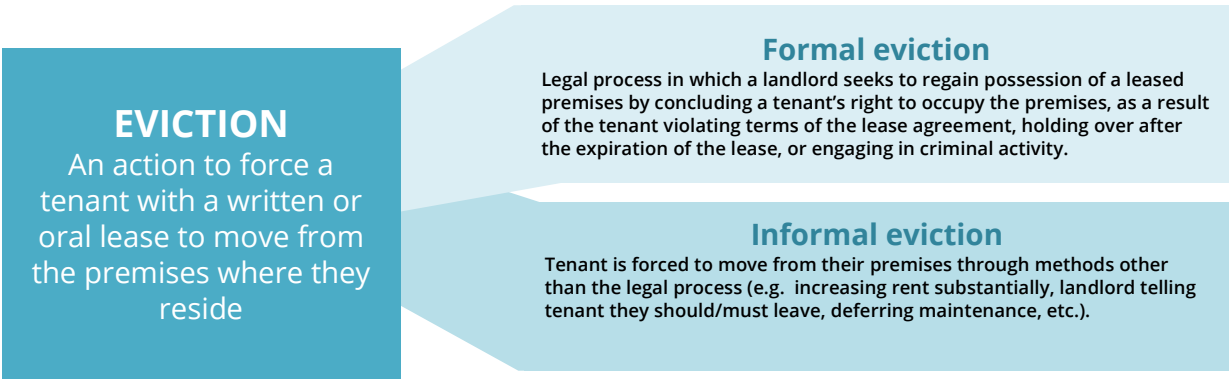 EVICTION
An action to force a
tenant with a written or
oral lease to move from
the premises where they
reside
Formal eviction
Legal process in which a landlord seeks to regain possession of a leased
premises by concluding a tenant’s right to occupy the premises, as a result
of the tenant violating terms of the lease agreement, holding over after
the expiration of the lease, or engaging in criminal activity.
Informal eviction
Tenant is forced to move from their premises through methods other
than the legal process (e.g. increasing rent substantially, landlord telling
tenant they should/must leave, deferring maintenance, etc.).